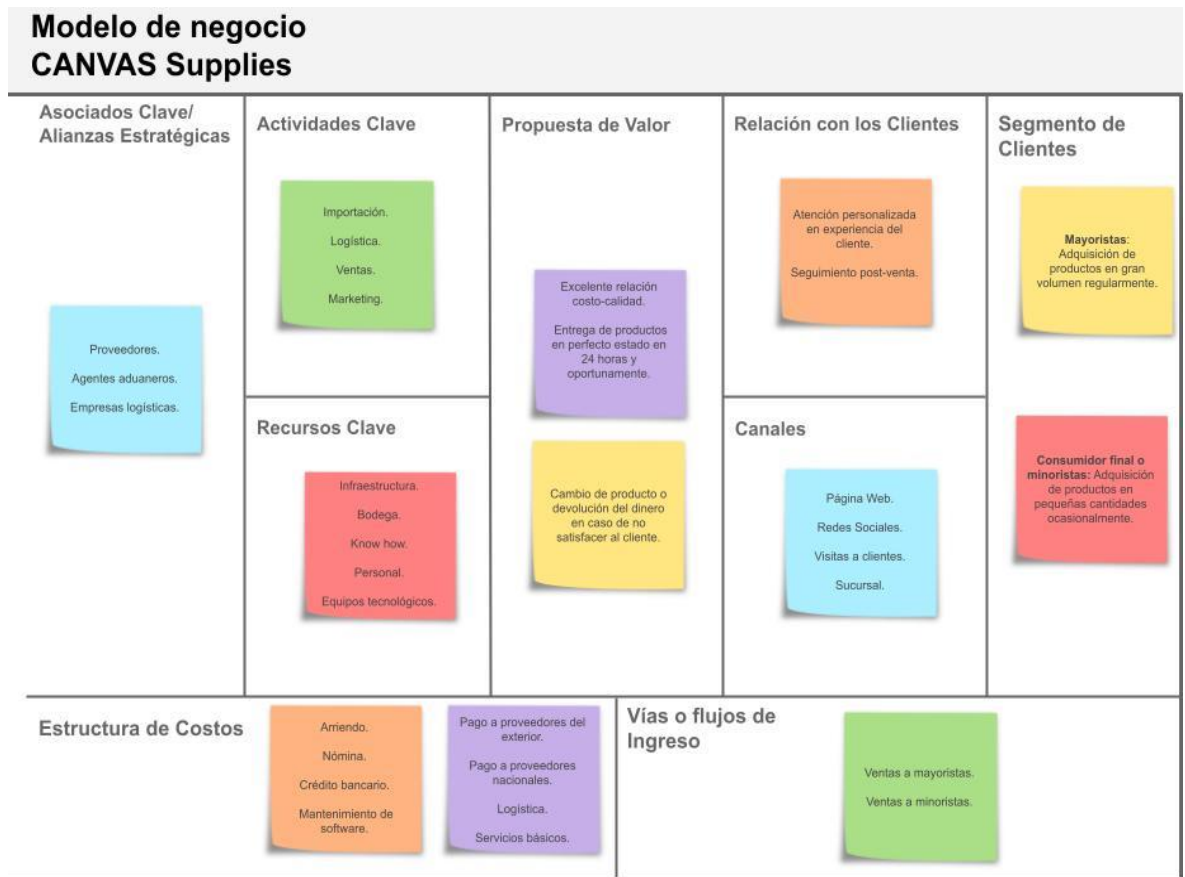 Modelo de negocio
CANVAS Supplies
Asociados Clave/
Alianzas Estratégicas
Proveedores.
Agentes aduaneros.
Empresas logísticas.
Actividades Clave
Importación.
Logística.
Ventas.
Marketing.
Recursos Clave
Infraestructura.
Bodega.
Know how.
Personal.
Equipos tecnológicos.
Propuesta de Valor
Excelente relación
costo-calidad.
Entrega de productos
en perfecto estado en
24 horas y
oportunamente.
Cambio de producto o
devolución del dinero
en caso de no
satisfacer al cliente.
Relación con los Clientes
Atención personalizada
en experiencia del
cliente.
Seguimiento post-venta.
Canales
Página Web.
Redes Sociales.
Visitas a clientes.
Sucursal.
Segmento de
Clientes
Mayoristas:
Adquisición de
productos en gran
volumen regularmente.
Consumidor final o
minoristas: Adquisición
de productos en
pequeñas cantidades
ocasionalmente.
Estructura de Costos
Arriendo.
Nómina.
Crédito bancario.
Mantenimiento de
software.
Pago a proveedores del
exterior.
Pago a proveedores
nacionales.
Logística.
Servicios básicos.
Vías o flujos de
Ingreso
Ventas a mayoristas.
Ventas a minoristas.